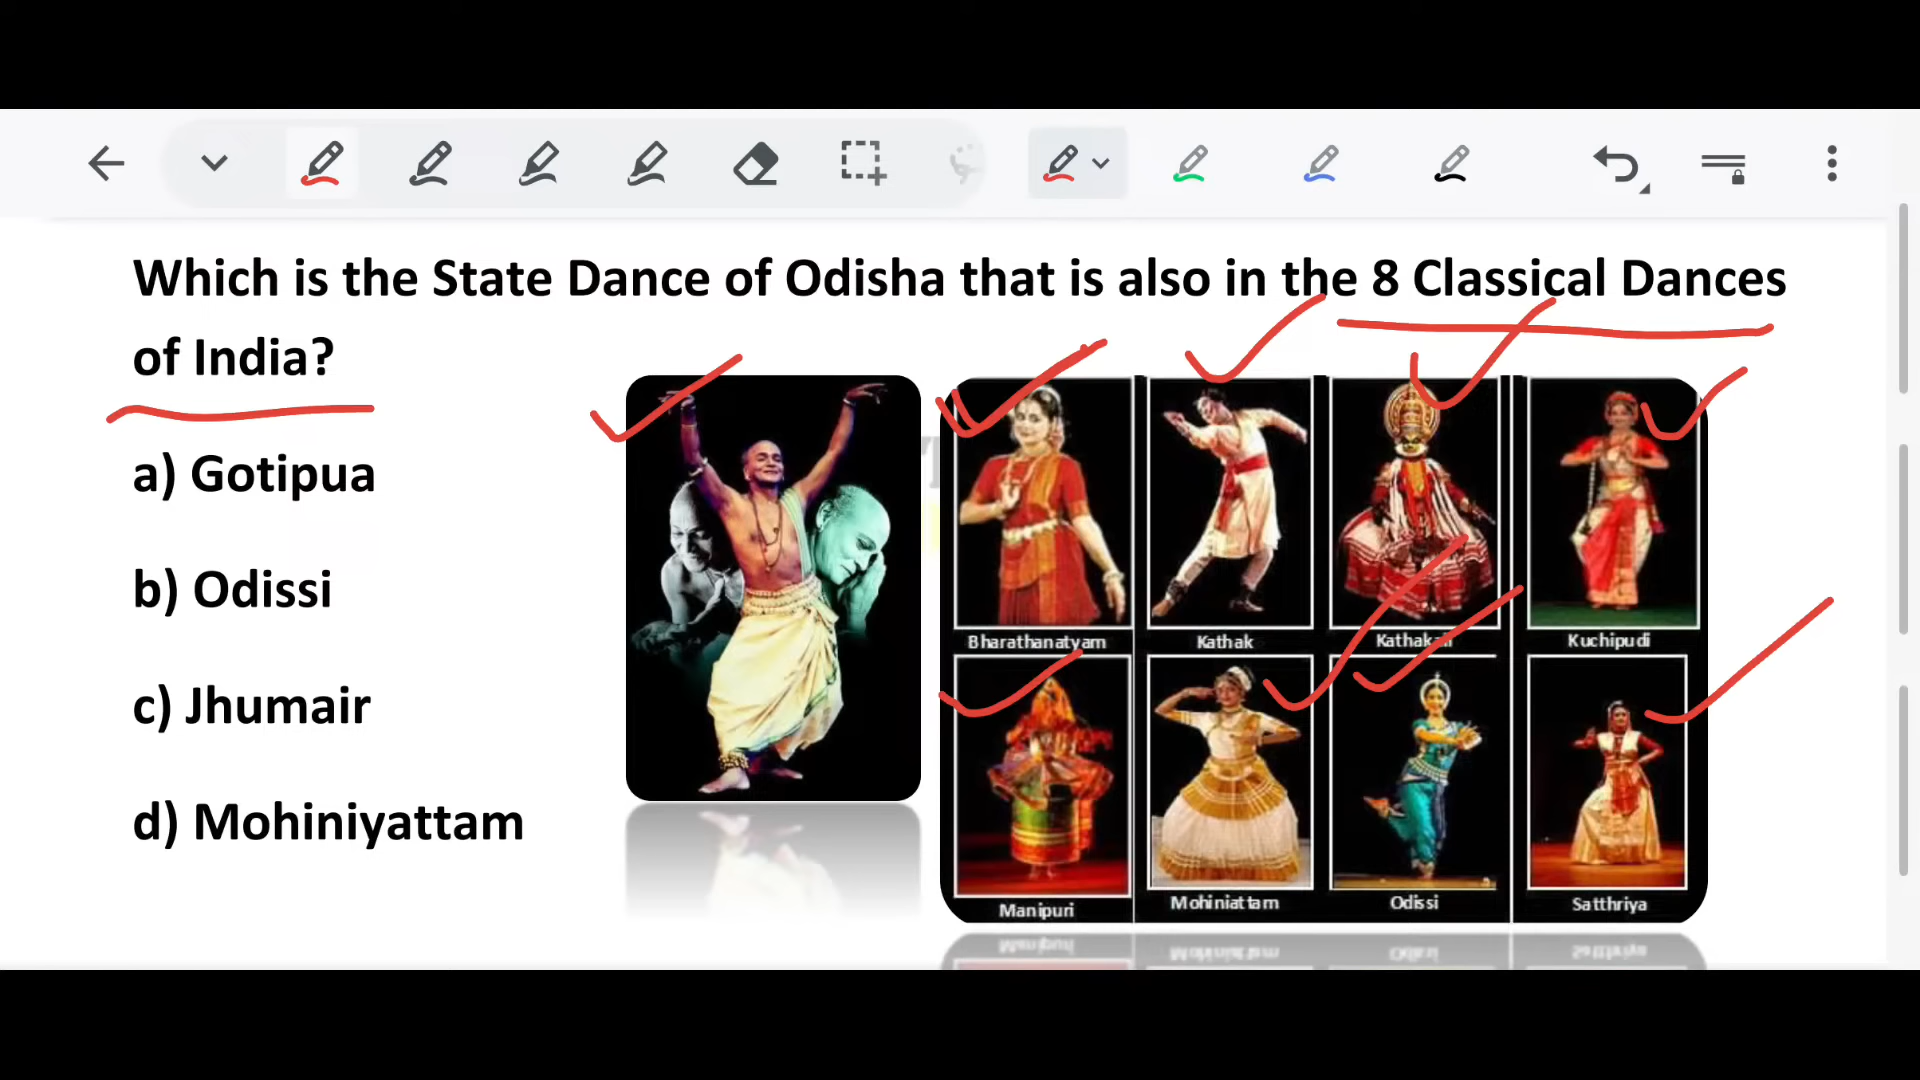 Which is the State Dance of Odisha that is also in the 8 Classical Dances
of India?
a) Gotipua
b) Odissi
c) Jhumair
d) Mohiniyattam
Bharathanatyam
Kathak
Kathakali
Kuchipudi
Manipuri
Mohiniattam
Odissi
Satthriya